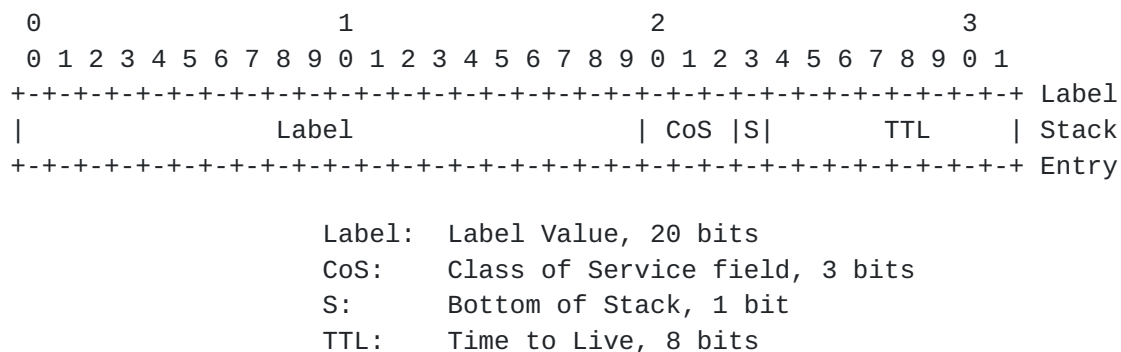 0                   1                   2                   3
 0 1 2 3 4 5 6 7 8 9 0 1 2 3 4 5 6 7 8 9 0 1 2 3 4 5 6 7 8 9 0 1
+-+-+-+-+-+-+-+-+-+-+-+-+-+-+-+-+-+-+-+-+-+-+-+-+-+-+-+-+-+-+-+-+ Label
|                Label                  | CoS |S|       TTL     | Stack
+-+-+-+-+-+-+-+-+-+-+-+-+-+-+-+-+-+-+-+-+-+-+-+-+-+-+-+-+-+-+-+-+ Entry

                    Label:  Label Value, 20 bits
                    CoS:    Class of Service field, 3 bits
                    S:      Bottom of Stack, 1 bit
                    TTL:    Time to Live, 8 bits